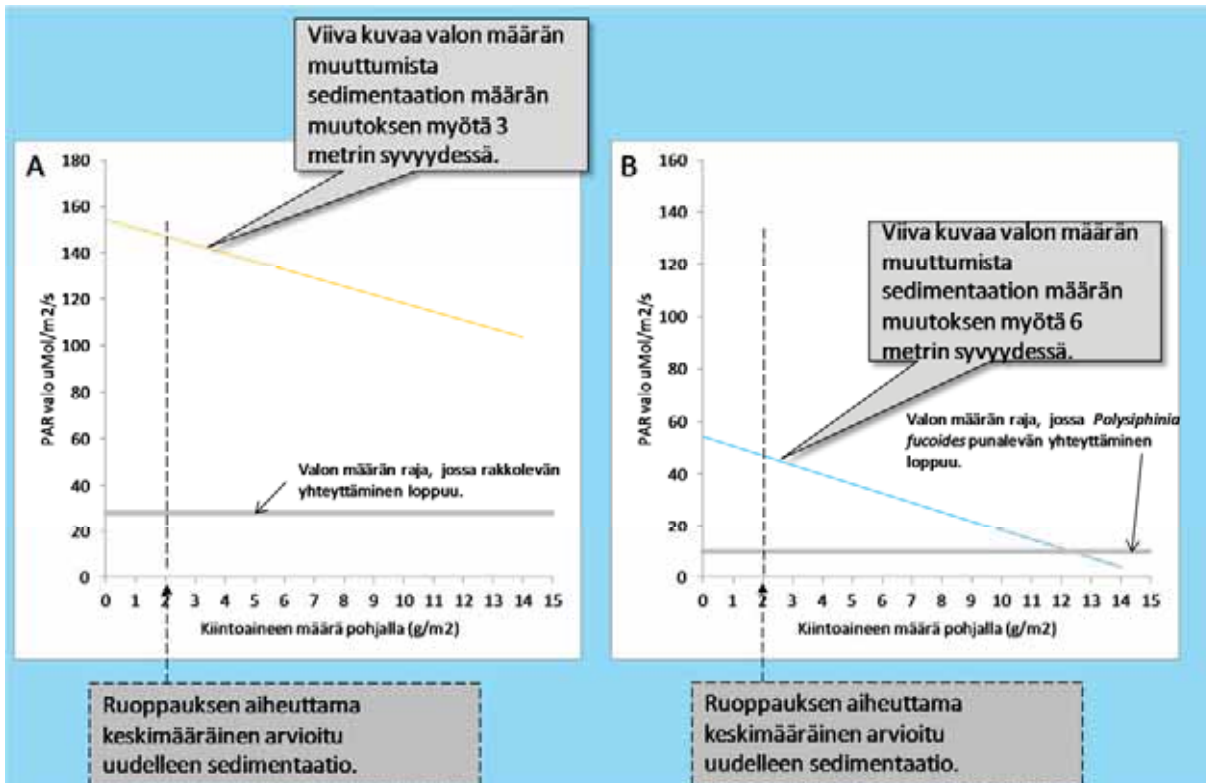 Viiva kuvaa valon määrän
muuttumista
sedimentaation määrän
muutoksen myötä 3
metrin syvyydessä.
A
180
160
140
120
100
80
60
40
20
0
PAR valo uMol/m2/s
Valon määrän raja, jossa rakkolevän
yhteyttäminen loppuu.
0 1 2 3 4 5 6 7 8 9 10 11 12 13 14 15
Kiintoaineen määrä pohjalla (g/m2)
Ruoppauksen aiheuttama
keskimääräinen arvioitu
uudelleen sedimentaatio.
B
160
140
120
100
80
60
40
20
0
PAR valo uMol/m2/s
Viiva kuvaa valon määrän
muuttumista
sedimentaation määrän
muutoksen myötä 6
metrin syvyydessä.
Valon määrän raja, jossa Polysiphinia
fucoides punalevän yhteyttäminen
loppuu.
0 1 2 3 4 5 6 7 8 9 10 11 12 13 14 15
Kiintoaineen määrä pohjalla (g/m2)
Ruoppauksen aiheuttama
keskimääräinen arvioitu
uudelleen sedimentaatio.